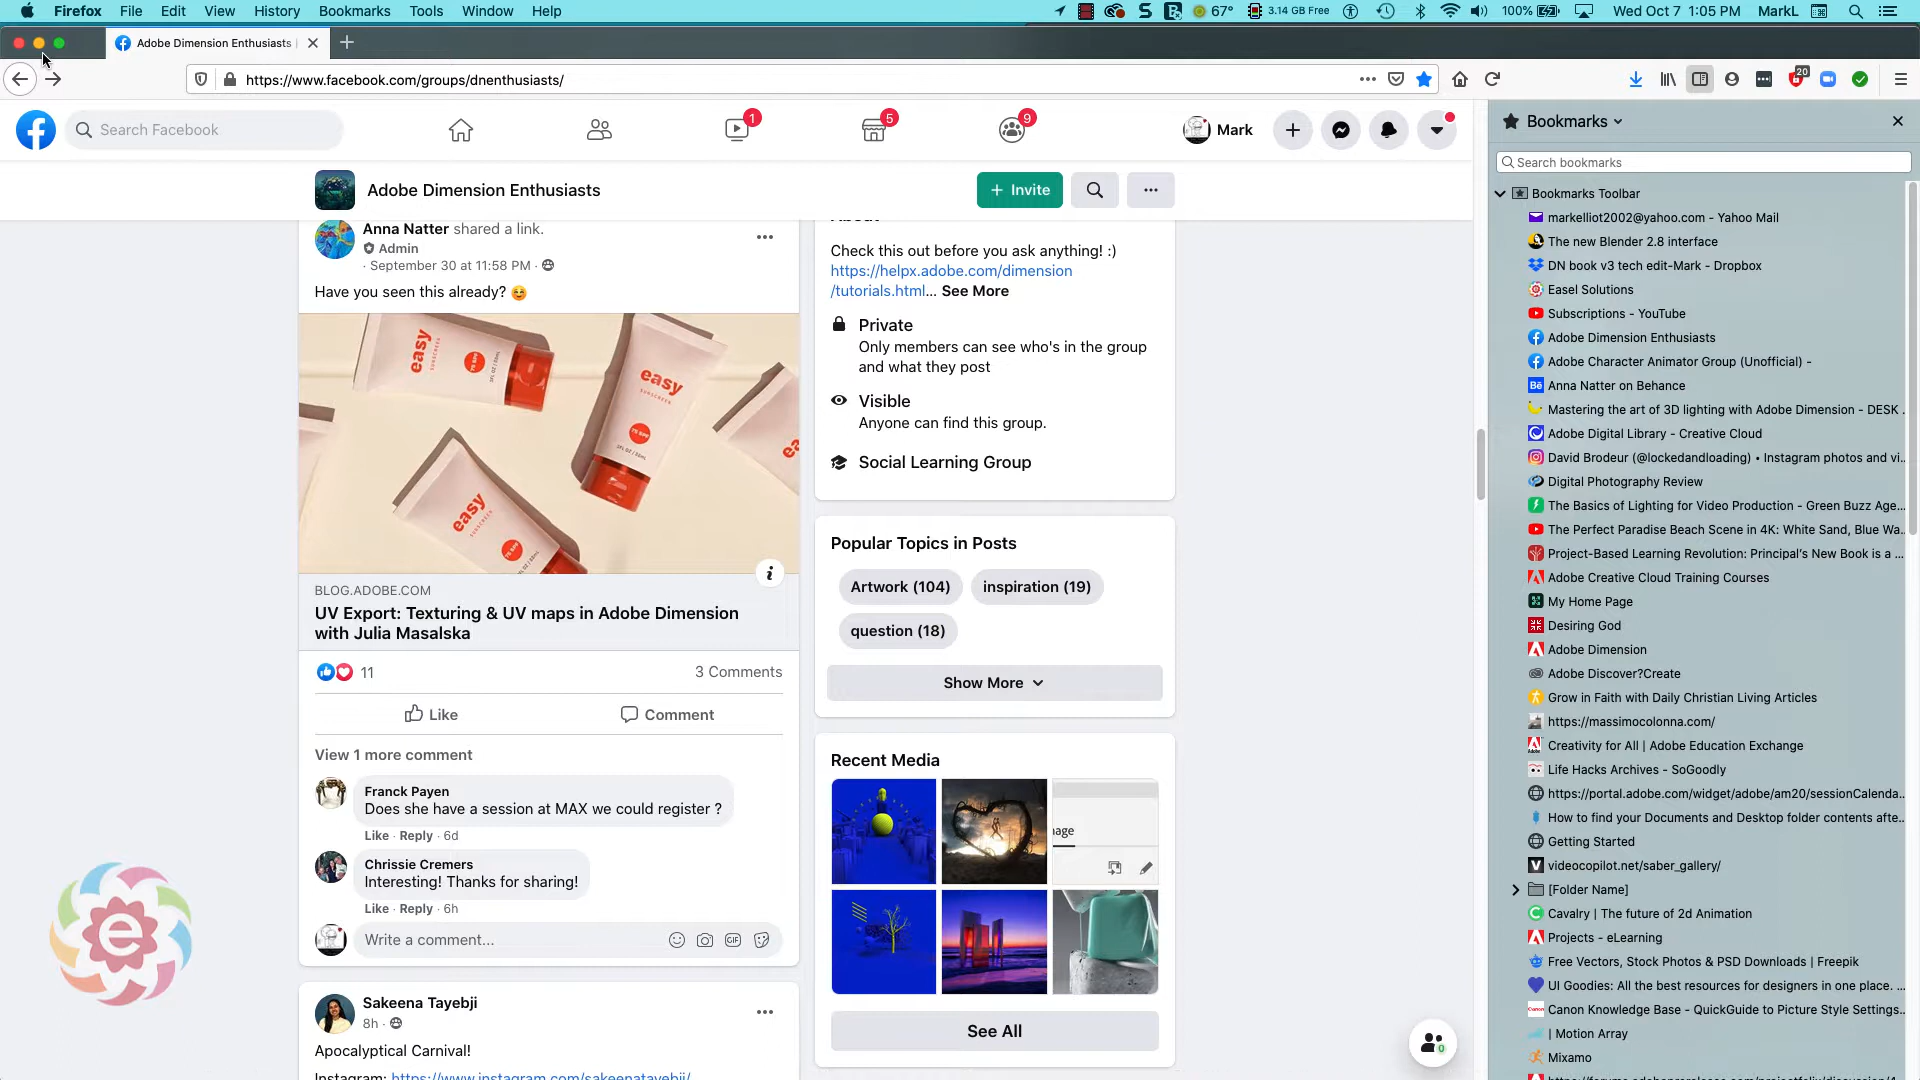 Firefox File Edit View History Bookmarks Tools Window Help
67° 3.14 GB Free 100% Wed Oct 7 1:05 PM MarkL
Adobe Dimension Enthusiasts |
https://www.facebook.com/groups/dnenthusiasts/
20
Search Facebook
1
5
9
Mark
Adobe Dimension Enthusiasts
+ Invite
Anna Natter shared a link.
Admin
· September 30 at 11:58 PM ·
Have you seen this already? 😊
easy
easy
easy
BLOG.ADOBE.COM
UV Export: Texturing & UV maps in Adobe Dimension
with Julia Masalska
11
3 Comments
Like
Comment
View 1 more comment
Franck Payen
Does she have a session at MAX we could register ?
Like · Reply · 6d
Chrissie Cremers
Interesting! Thanks for sharing!
Like · Reply · 6h
Write a comment...
GIF
Sakeena Tayebji
8h ·
Apocalyptical Carnival!
Instagram: https://www.instagram.com/sakeenatayebji/
About
Check this out before you ask anything! :)
https://helpx.adobe.com/dimension
/tutorials.html... See More
Private
Only members can see who's in the group
and what they post
Visible
Anyone can find this group.
Social Learning Group
Popular Topics in Posts
Artwork (104)
inspiration (19)
question (18)
Show More
Recent Media
See All
0
Bookmarks
Search bookmarks
Bookmarks Toolbar
markelliot2002@yahoo.com - Yahoo Mail
The new Blender 2.8 interface
DN book v3 tech edit-Mark - Dropbox
Easel Solutions
Subscriptions - YouTube
Adobe Dimension Enthusiasts
Adobe Character Animator Group (Unofficial) -
Anna Natter on Behance
Mastering the art of 3D lighting with Adobe Dimension - DESK ...
Adobe Digital Library - Creative Cloud
David Brodeur (@lockedandloading) • Instagram photos and vi...
Digital Photography Review
The Basics of Lighting for Video Production - Green Buzz Age...
The Perfect Paradise Beach Scene in 4K: White Sand, Blue Wa...
Project-Based Learning Revolution: Principal's New Book is a ...
Adobe Creative Cloud Training Courses
My Home Page
Desiring God
Adobe Dimension
Adobe Discover?Create
Grow in Faith with Daily Christian Living Articles
https://massimocolonna.com/
Creativity for All | Adobe Education Exchange
Life Hacks Archives - SoGoodly
https://portal.adobe.com/widget/adobe/am20/sessionCalenda...
How to find your Documents and Desktop folder contents afte...
Getting Started
videocopilot.net/saber_gallery/
[Folder Name]
Cavalry | The future of 2d Animation
Projects - eLearning
Free Vectors, Stock Photos & PSD Downloads | Freepik
UI Goodies: All the best resources for designers in one place. ...
Canon Knowledge Base - QuickGuide to Picture Style Settings...
| Motion Array
Mixamo